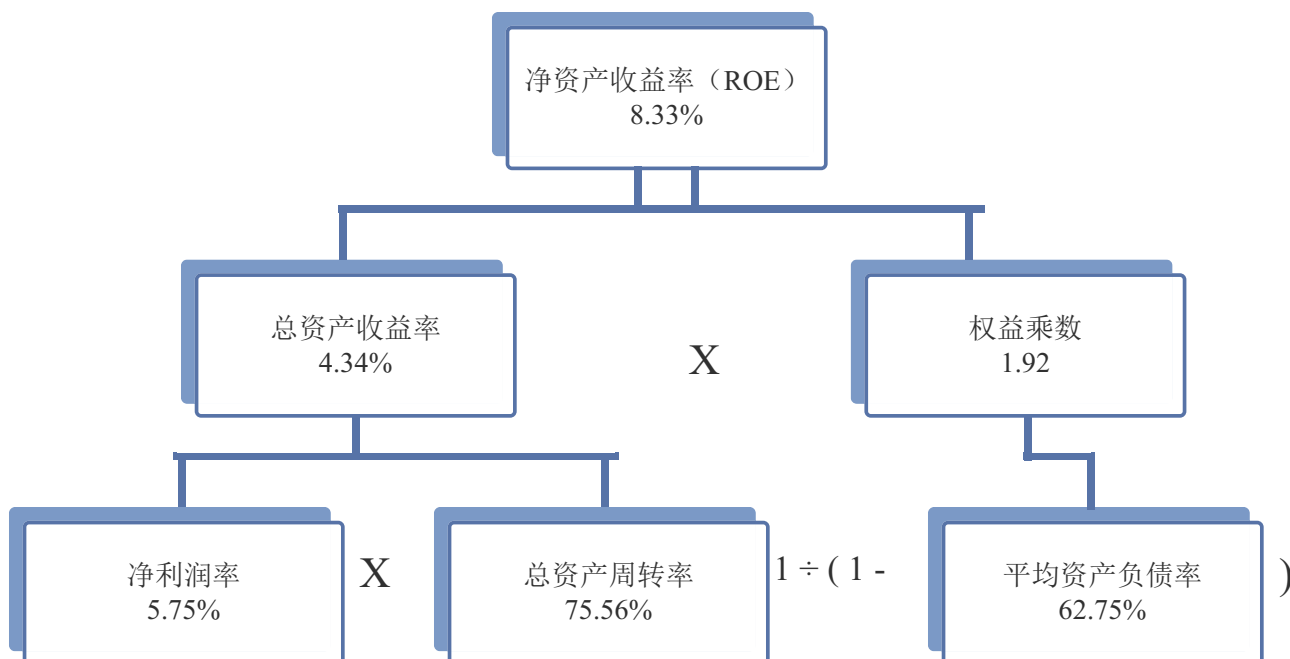 净资产收益率（ROE）
8.33%
总资产收益率
4.34%
X
权益乘数
1.92
净利润率
5.75%
X
总资产周转率
75.56%
1 ÷ ( 1 -
平均资产负债率
62.75%
)